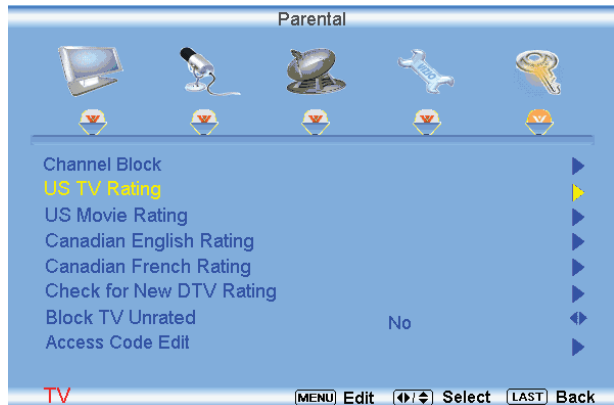 Parental
VIZIO
Channel Block
US TV Rating
US Movie Rating
Canadian English Rating
Canadian French Rating
Check for New DTV Rating
Block TV Unrated No
Access Code Edit
TV MENU Edit / Select LAST Back